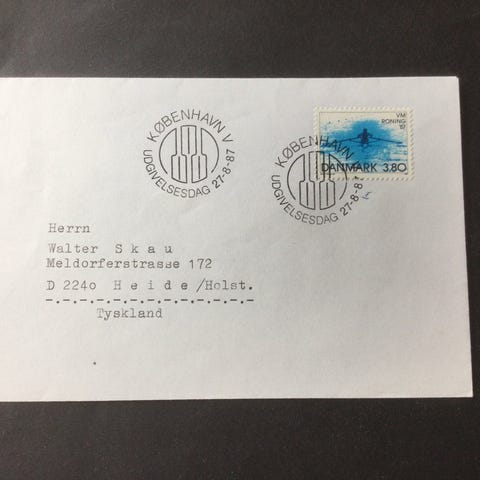 KØBENHAVN V
UDGIVELSESDAG 27-8-87
VM
RONING
'87
DANMARK 3.80
KØBENHAVN V
UDGIVELSESDAG 27-8-87
Herrn
Walter Skau
Meldorferstrasse 172
D 224o Heide/Holst.
-.-.-.-.-.-.-.-.-.-.-.-.-
Tyskland